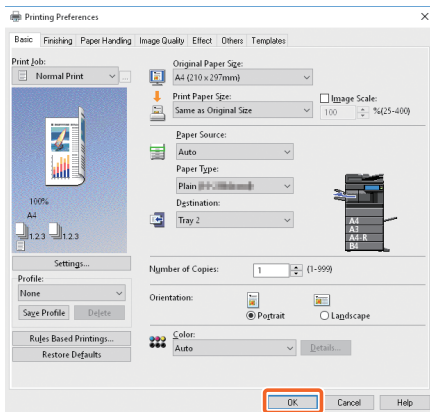 Printing Preferences
Basic Finishing Paper Handling Image Quality Effect Others Templates
Print Job:
Normal Print
...
100%
A4
1.2.3 1.2.3
Settings...
Profile:
None
Save Profile Delete
Rules Based Printings...
Restore Defaults
Original Paper Size:
A4 (210 x 297mm)
Print Paper Size:
Same as Original Size
Image Scale:
100 %(25-400)
Paper Source:
Auto
Paper Type:
Plain
Destination:
Tray 2
A4
A3
A4-R
B4
Number of Copies: 1 (1-999)
Orientation:
Portrait Landscape
Color:
Auto Details...
OK Cancel Help